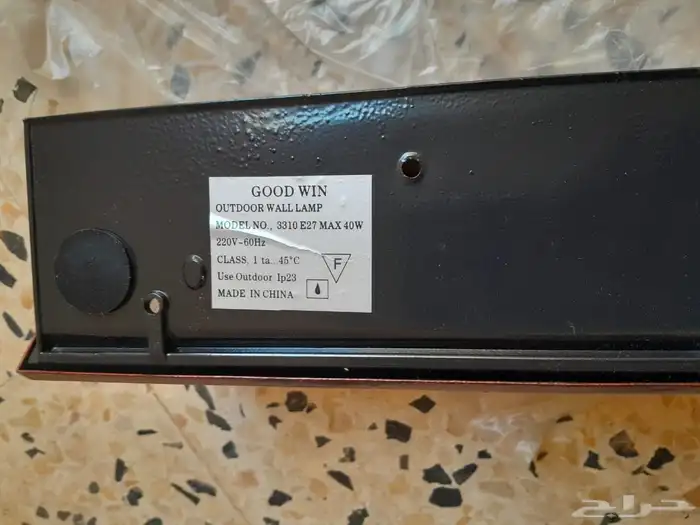 GOOD WIN
OUTDOOR WALL LAMP
MODEL NO., 3310 E27 MAX 40W
220V~60Hz
CLASS, 1 ta...45°C
F
Use Outdoor Ip23
MADE IN CHINA
حراج